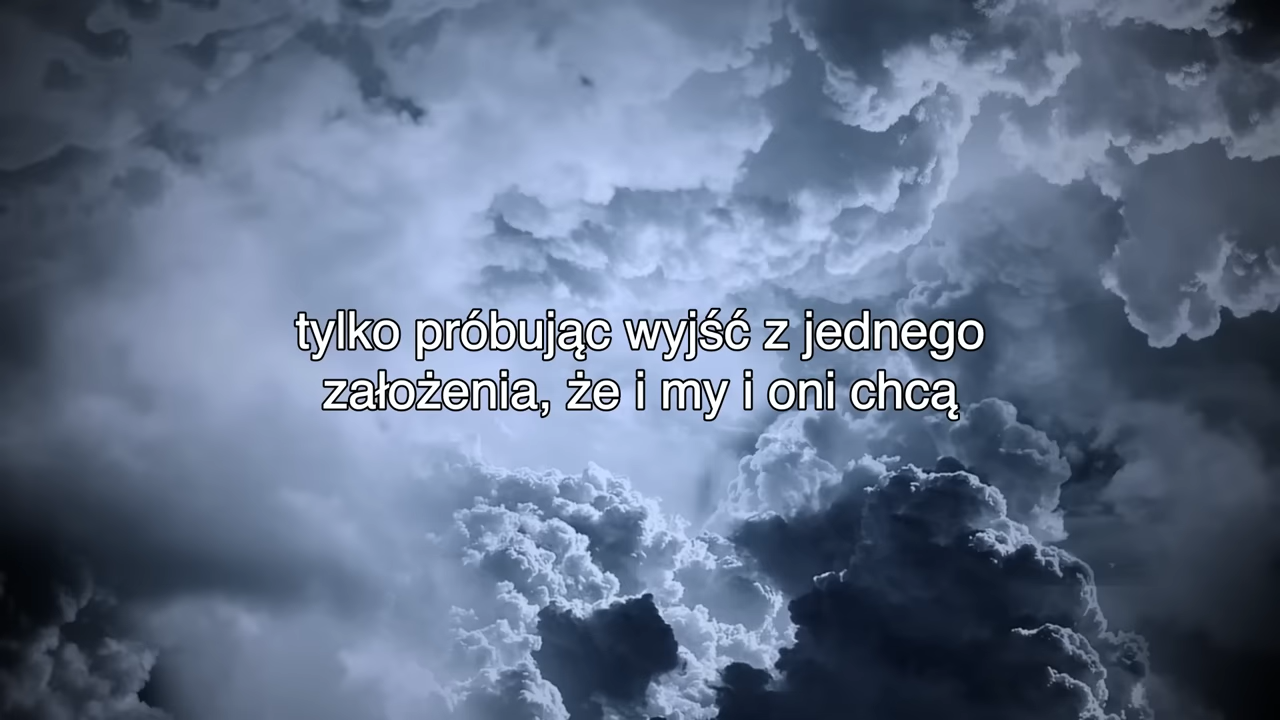 tylko próbując wyjść z jednego
założenia, że i my i oni chcą